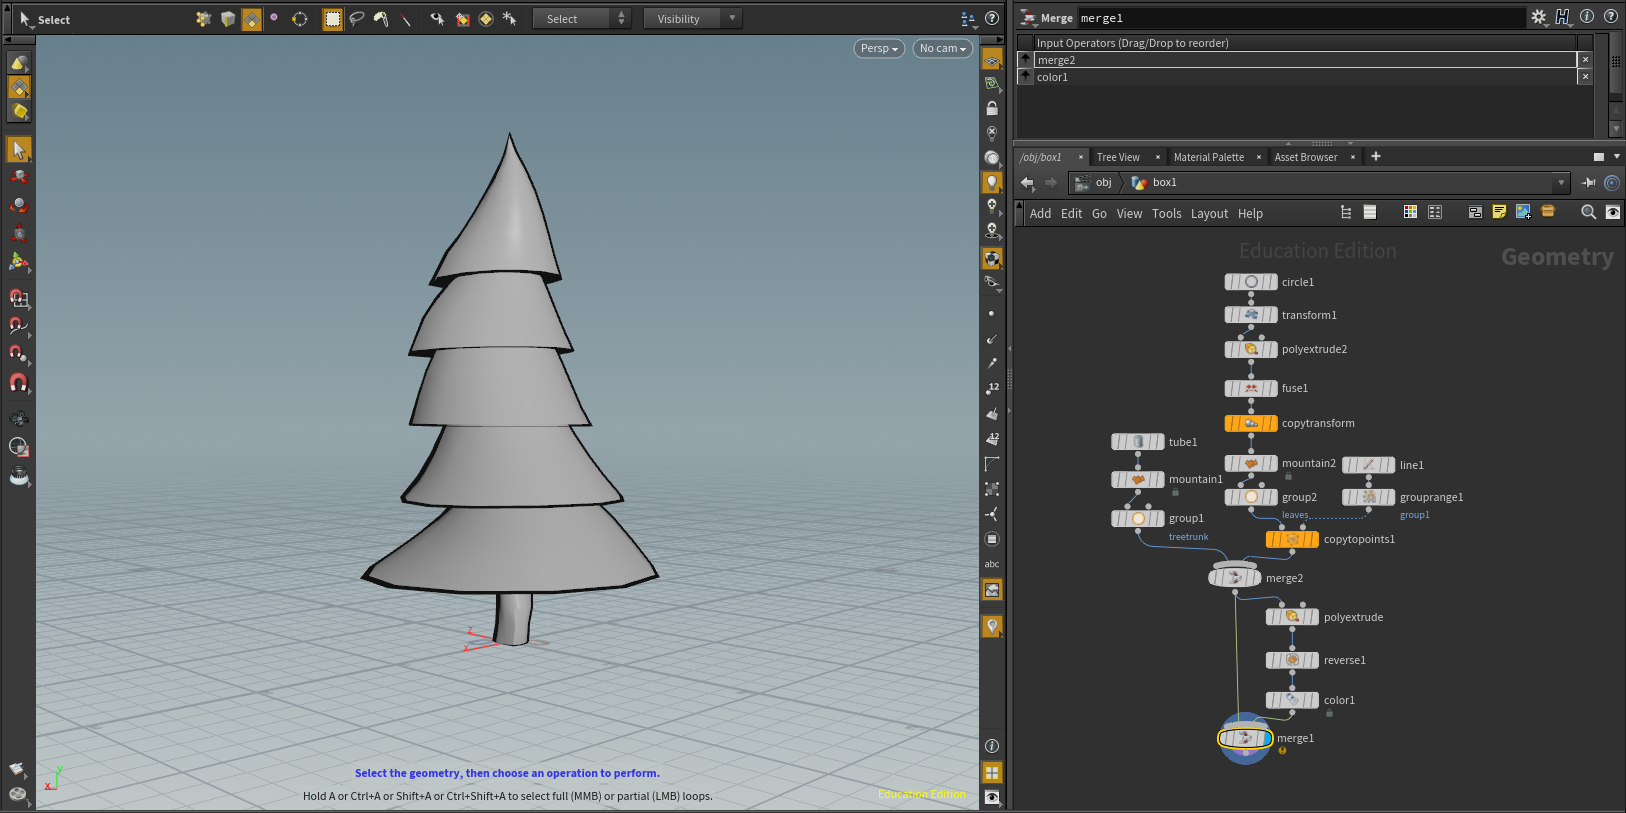 Select
Select
Visibility
Merge
merge1
Input Operators (Drag/Drop to reorder)
merge2
color1
Persp
No cam
/obj/box1
Tree View
Material Palette
Asset Browser
obj
box1
Add Edit Go View Tools Layout Help
Education Edition
Geometry
circle1
transform1
polyextrude2
fuse1
copytransform
tube1
mountain2
line1
mountain1
group2
grouprange1
leaves
group1
group1
treetrunk
copytopoints1
merge2
polyextrude
reverse1
color1
merge1
12
12
abc
z
x
y
x
Select the geometry, then choose an operation to perform.
Hold A or Ctrl+A or Shift+A or Ctrl+Shift+A to select full (MMB) or partial (LMB) loops.
Education Edition